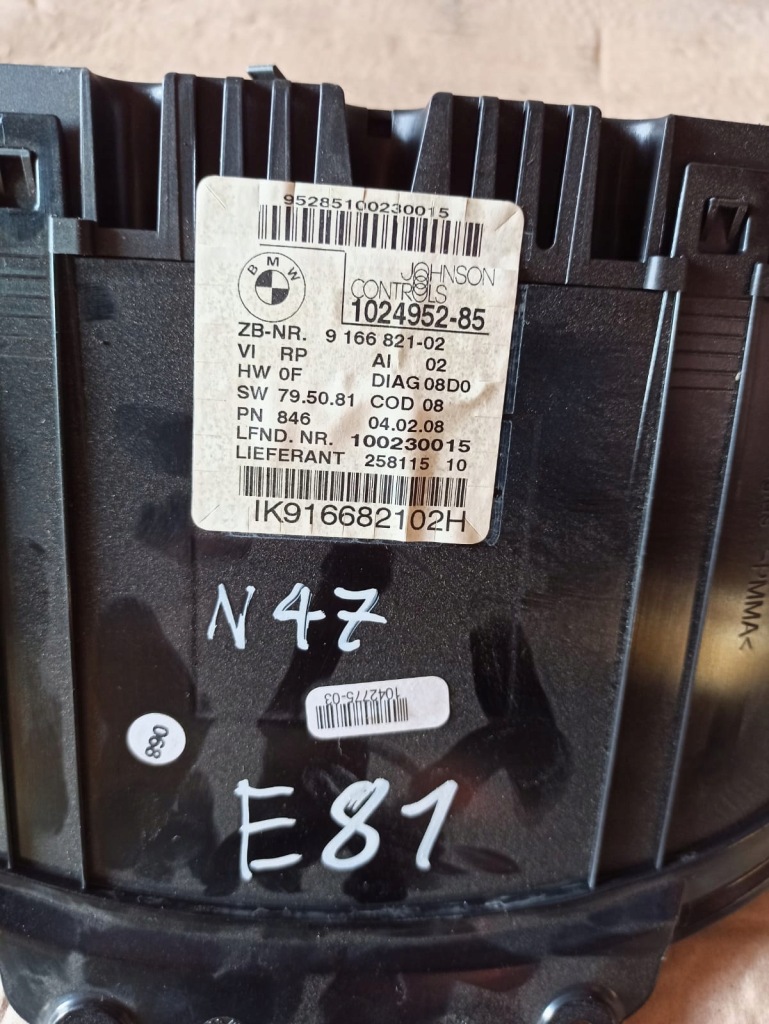 95285100230015
BMW
JOHNSON
CONTROLS
1024952-85
ZB-NR. 9 166 821-02
VI RP AI 02
HW 0F DIAG 08D0
SW 79.50.81 COD 08
PN 846 04.02.08
LFND. NR. 100230015
LIEFERANT 258115 10
IK916682102H
>PMMA<
N47
1042775-03
068
E81